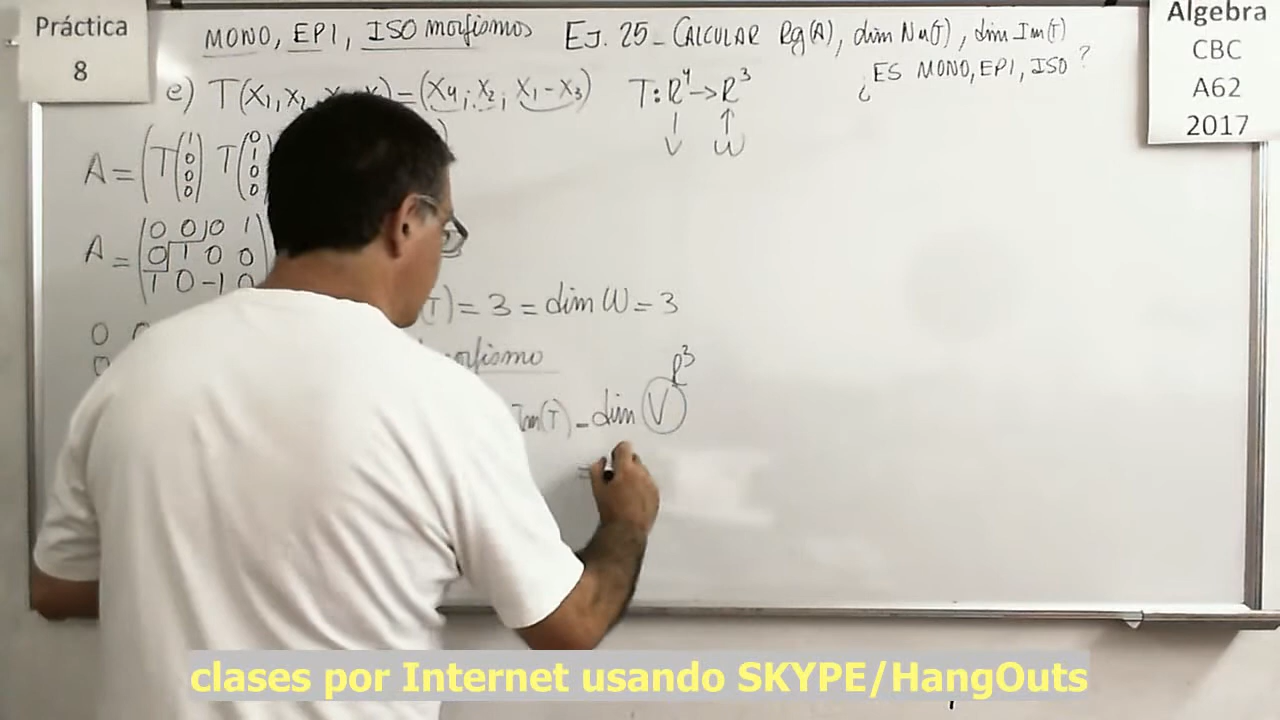 Práctica
8
MONO, EPI, ISO morfismos EJ. 25 - CALCULAR Rg(A), dim Nu(T), dim Im(T)
¿ES MONO, EPI, ISO?
Algebra
CBC
A62
2017
e) T(X₁, X₂ = (X₄; X₂; X₁-X₃) T: R⁴ → R³
V W
A = (T(1 0 0 0) T(0 1 0 0)
A = (0 0 0 1
0 1 0 0
1 0 -1 0)
(T) = 3 = dim W = 3
0
0
morfismo
R³
Im(T) = dim (V)
=
clases por Internet usando SKYPE/HangOuts